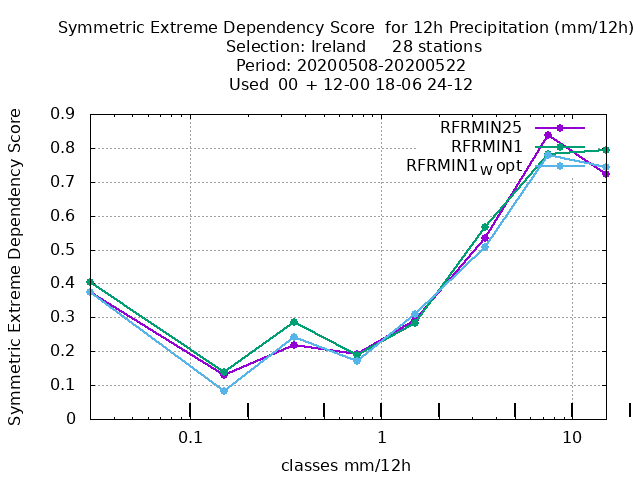 Symmetric Extreme Dependency Score  for 12h Precipitation (mm/12h)
Selection: Ireland     28 stations
Period: 20200508-20200522
Used  00  + 12-00 18-06 24-12
Symmetric Extreme Dependency Score
0.9
0.8
0.7
0.6
0.5
0.4
0.3
0.2
0.1
0
RFRMIN25
RFRMIN1
RFRMIN1W opt
0.1
1
10
classes mm/12h